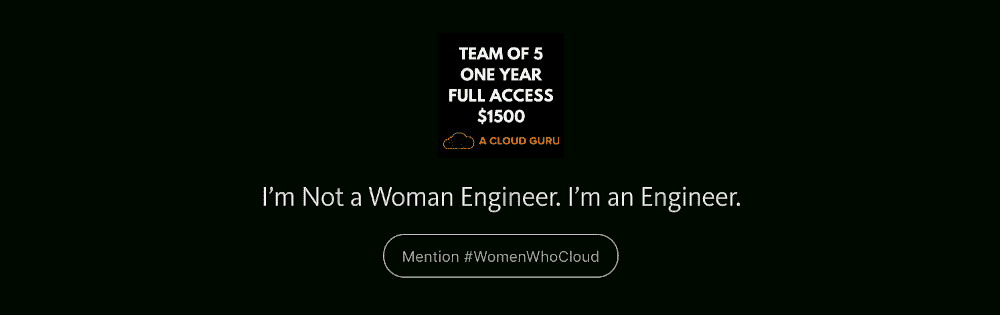 TEAM OF 5
ONE YEAR
FULL ACCESS
$1500
A CLOUD GURU
I’m Not a Woman Engineer. I’m an Engineer.
Mention #WomenWhoCloud